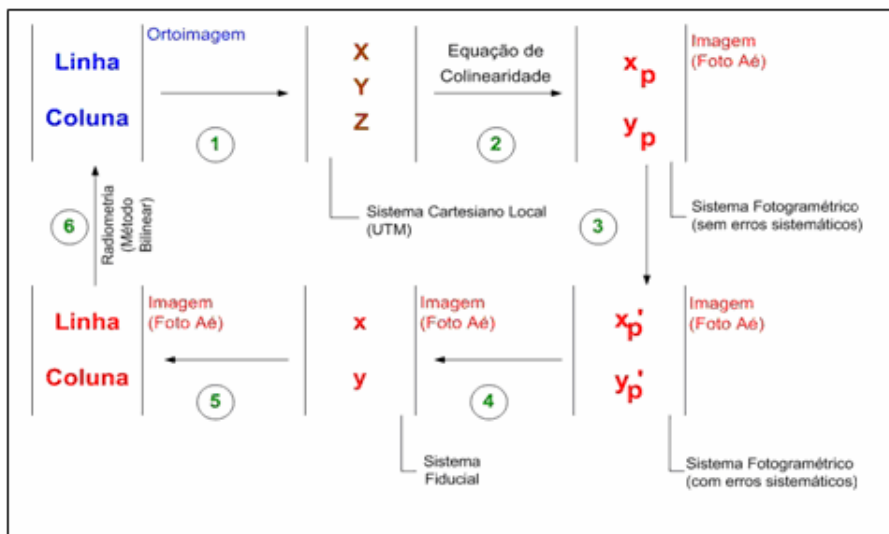 Linha
Coluna
Ortoimagem
1
X
Y
Z
Sistema Cartesiano Local
(UTM)
Equação de
Colinearidade
2
xp
yp
Imagem
(Foto Aé)
Sistema Fotogramétrico
(sem erros sistemáticos)
3
xp'
yp'
Imagem
(Foto Aé)
Sistema Fotogramétrico
(com erros sistemáticos)
4
x
y
Imagem
(Foto Aé)
Sistema
Fiducial
5
Linha
Coluna
Imagem
(Foto Aé)
6
Radiometria
(Método
Bilinear)